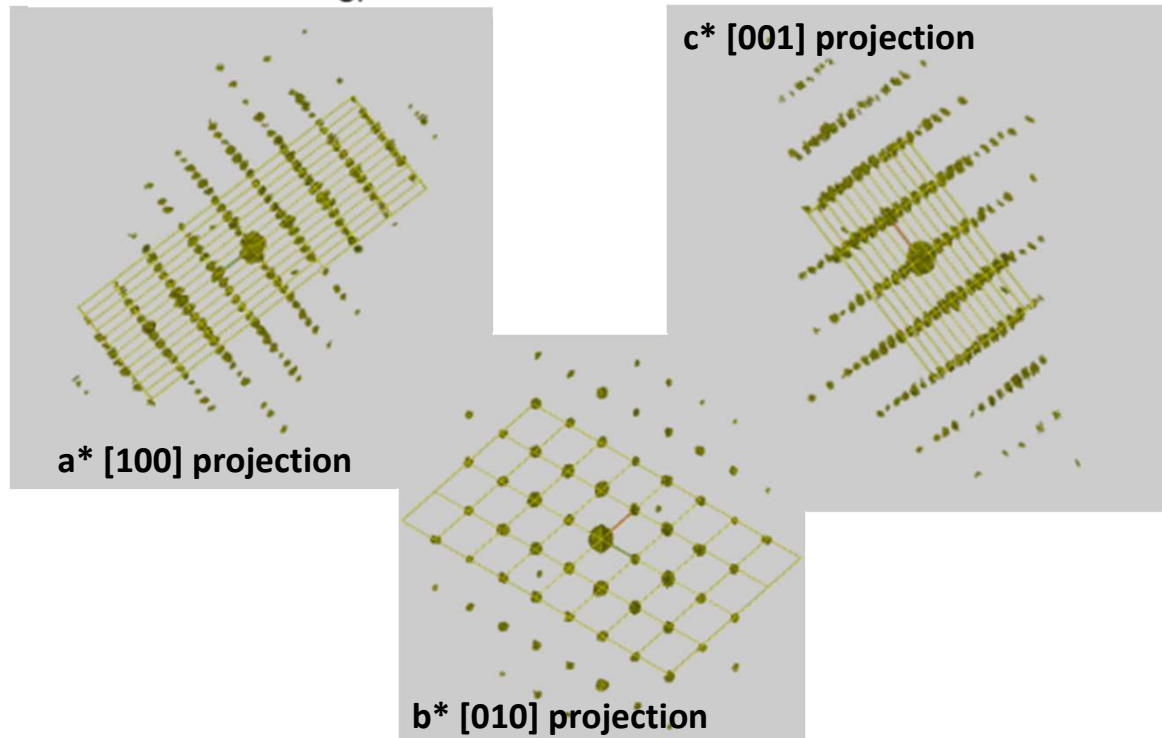 c* [001] projection
a* [100] projection
b* [010] projection